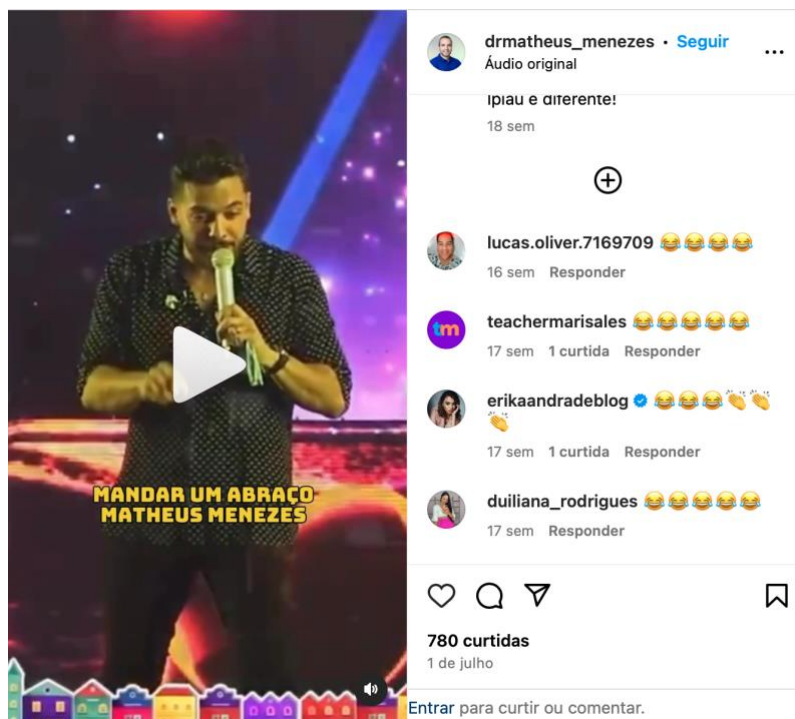 drmatheus_menezes • Seguir
Áudio original
Ipiaú é diferente!
18 sem
lucas.oliver.7169709 😂😂😂😂
16 sem Responder
tm
teachermarisales 😂😂😂😂😂
17 sem 1 curtida Responder
erikaandradeblog 😂😂😂👏👏
👏
17 sem 1 curtida Responder
duiliana_rodrigues 😂😂😂😂😂
17 sem Responder
MANDAR UM ABRAÇO
MATHEUS MENEZES
780 curtidas
1 de julho
Entrar para curtir ou comentar.